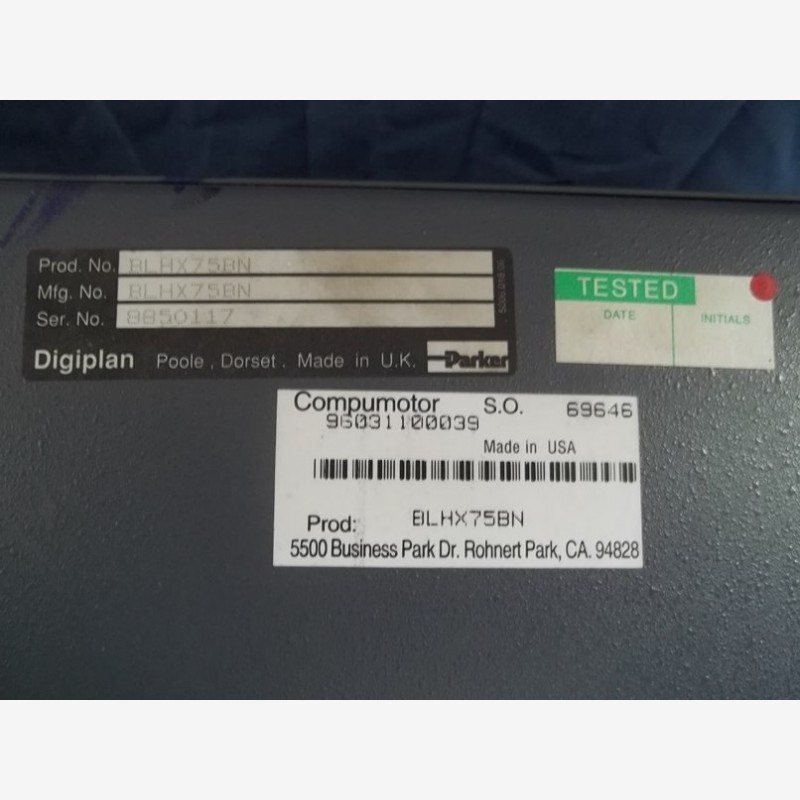 Prod. No. BLHX75BN
Mfg. No. BLHX75BN
Ser. No. 8850117
Digiplan Poole, Dorset. Made in U.K. Parker
TESTED
DATE INITIALS
Compumotor S.O. 69646
96031100039
Made in USA
Prod: BLHX75BN
5500 Business Park Dr. Rohnert Park, CA. 94828